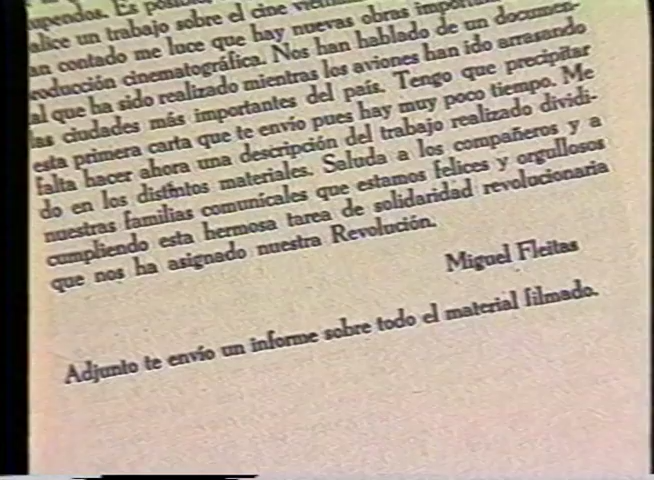 upendos. Es posible,
alice un trabajo sobre el cine
an contado me luce que hay nuevas obras
roducción cinematográfica. Nos han hablado de un documen-
al que ha sido realizado mientras los aviones han ido arrasando
las ciudades más importantes del país. Tengo que precipitar
esta primera carta que te envío pues hay muy poco tiempo. Me
falta hacer ahora una descripción del trabajo realizado dividi-
do en los distintos materiales. Saluda a los compañeros y a
nuestras familias comunícales que estamos felices y orgullosos
cumpliendo esta hermosa tarea de solidaridad revolucionaria
que nos ha asignado nuestra Revolución.
Miguel Fleitas
Adjunto te envío un informe sobre todo el material filmado.